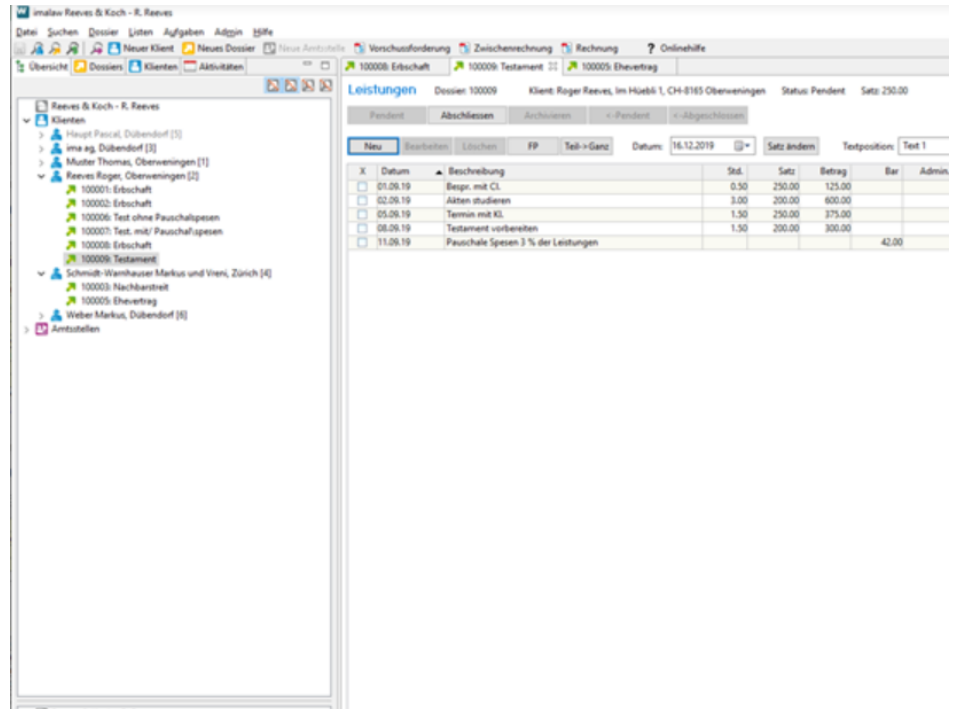 imalaw Reeves & Koch - R. Reeves
Datei Suchen Dossier Listen Aufgaben Admin Hilfe
Neuer Klient Neues Dossier Neue Amtsstelle Vorschussforderung Zwischenrechnung Rechnung ? Onlinehilfe
Übersicht Dossiers Klienten Aktivitäten
100008: Erbschaft 100009: Testament 100005: Ehevertrag
Reeves & Koch - R. Reeves
Klienten
Haupt Pascal, Dübendorf [5]
ima ag, Dübendorf [3]
Muster Thomas, Oberweningen [1]
Reeves Roger, Oberweningen [2]
100001: Erbschaft
100002: Erbschaft
100006: Test ohne Pauschalspesen
100007: Test. mit/ Pauschal\spesen
100008: Erbschaft
100009: Testament
Schmidt-Warnhauser Markus und Vreni, Zürich [4]
100003: Nachbarstreit
100005: Ehevertrag
Weber Markus, Dübendorf [6]
Amtsstellen
Leistungen Dossier: 100009 Klient: Roger Reeves, Im Hüebli 1, CH-8165 Oberweningen Status: Pendent Satz: 250.00
Pendent Abschliessen Archivieren <-Pendent <-Abgeschlossen
Neu Bearbeiten Löschen FP Teil->Ganz Datum: 16.12.2019 Satz ändern Textposition: Text 1
X Datum Beschreibung Std. Satz Betrag Bar Admin.
01.09.19 Bespr. mit Cl. 0.50 250.00 125.00
02.09.19 Akten studieren 3.00 200.00 600.00
05.09.19 Termin mit Kl. 1.50 250.00 375.00
08.09.19 Testament vorbereiten 1.50 200.00 300.00
11.09.19 Pauschale Spesen 3 % der Leistungen 42.00